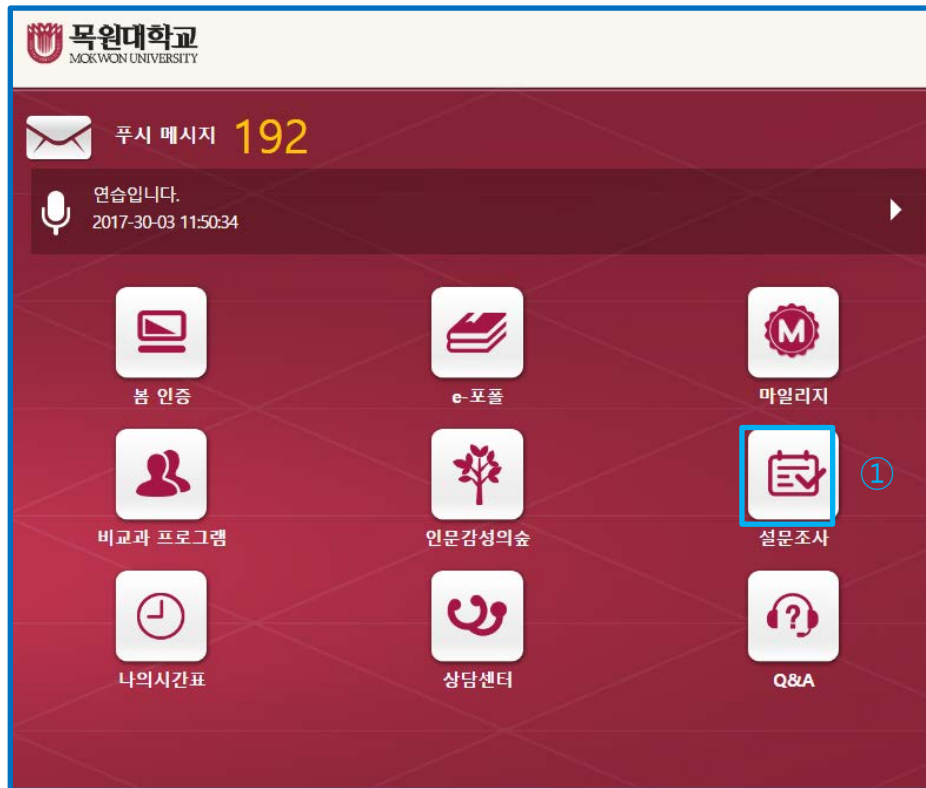 목원대학교
MOKWON UNIVERSITY
푸시 메시지 192
연습입니다.
2017-30-03 11:50:34
M
봄 인증 e-포폴 마일리지
①
비교과 프로그램 인문감성의숲 설문조사
?
나의시간표 상담센터 Q&A